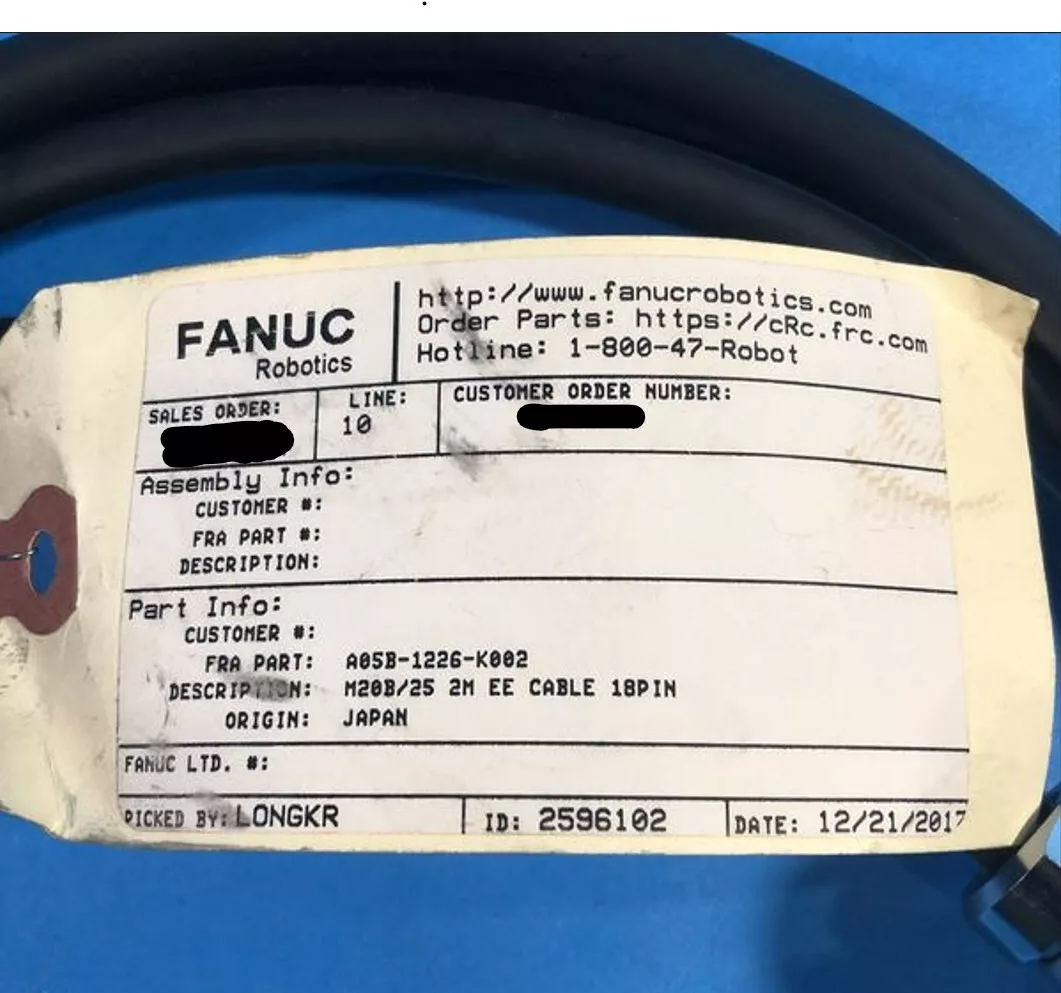 FANUC
Robotics
http://www.fanucrobotics.com
Order Parts: https://cRc.frc.com
Hotline: 1-800-47-Robot
SALES ORDER:
LINE:
10
CUSTOMER ORDER NUMBER:
Assembly Info:
CUSTOMER #:
FRA PART #:
DESCRIPTION:
Part Info:
CUSTOMER #:
FRA PART: A05B-1226-K002
DESCRIPTION: M20B/25 2M EE CABLE 18PIN
ORIGIN: JAPAN
FANUC LTD. #:
PICKED BY: LONGKR ID: 2596102 DATE: 12/21/2017